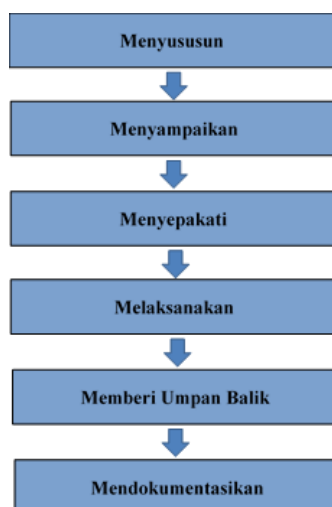 Menyususun
Menyampaikan
Menyepakati
Melaksanakan
Memberi Umpan Balik
Mendokumentasikan